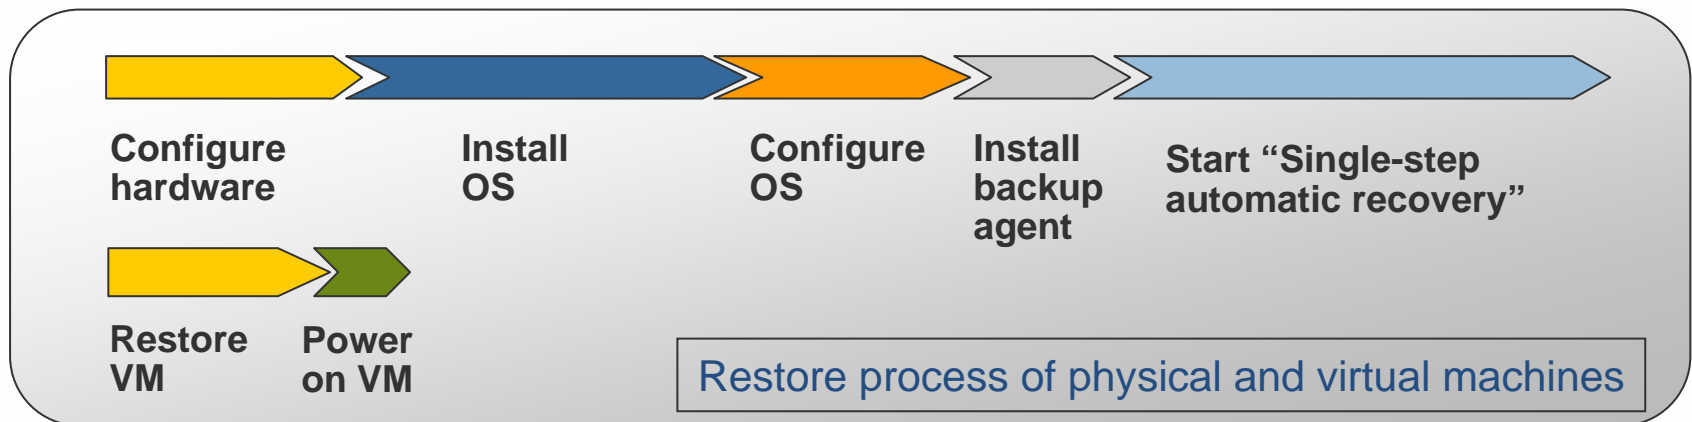 Configure
hardware
Install
OS
Configure
OS
Install
backup
agent
Start “Single-step
automatic recovery”
Restore
VM
Power
on VM
Restore process of physical and virtual machines